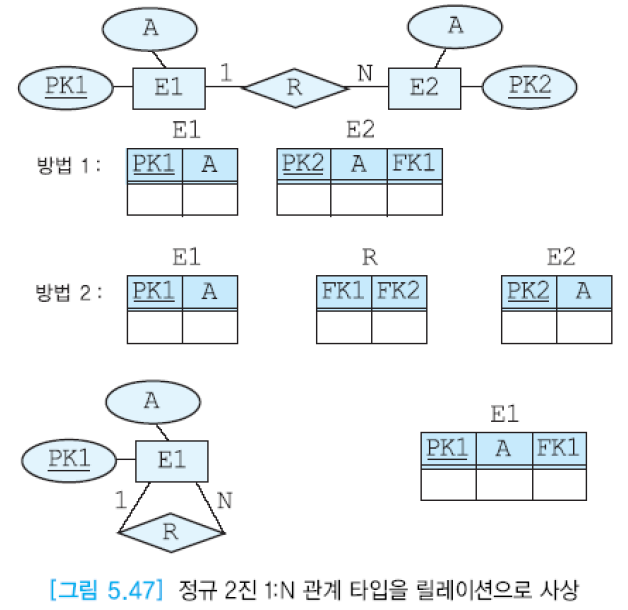 A A
PK1 E1 1 R N E2 PK2
E1 E2
방법 1 : PK1 A PK2 A FK1
E1 R E2
방법 2 : PK1 A FK1 FK2 PK2 A
A
E1
PK1 E1 PK1 A FK1
1 N
R
[그림 5.47] 정규 2진 1:N 관계 타입을 릴레이션으로 사상